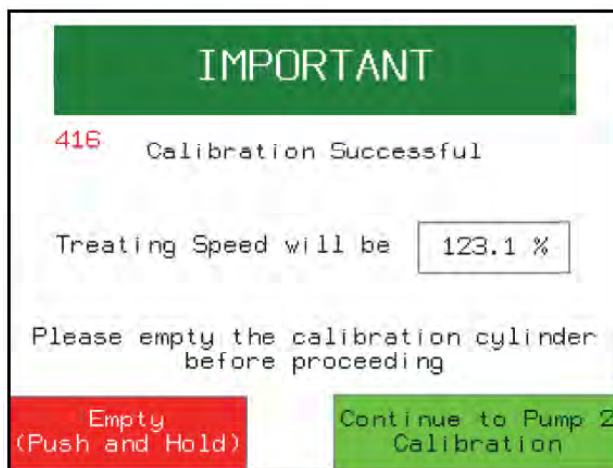 IMPORTANT
416
Calibration Successful
Treating Speed will be 123.1 %
Please empty the calibration cylinder
before proceeding
Empty
(Push and Hold)
Continue to Pump 2
Calibration